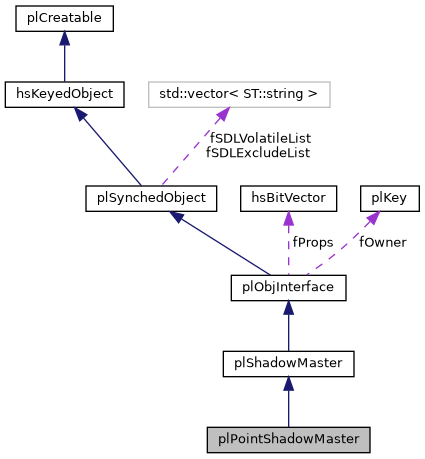 plCreatable
hsKeyedObject
std::vector< ST::string >
fSDLVolatileList
fSDLExcludeList
plSynchedObject
hsBitVector
plKey
fProps
fOwner
plObjInterface
plShadowMaster
plPointShadowMaster